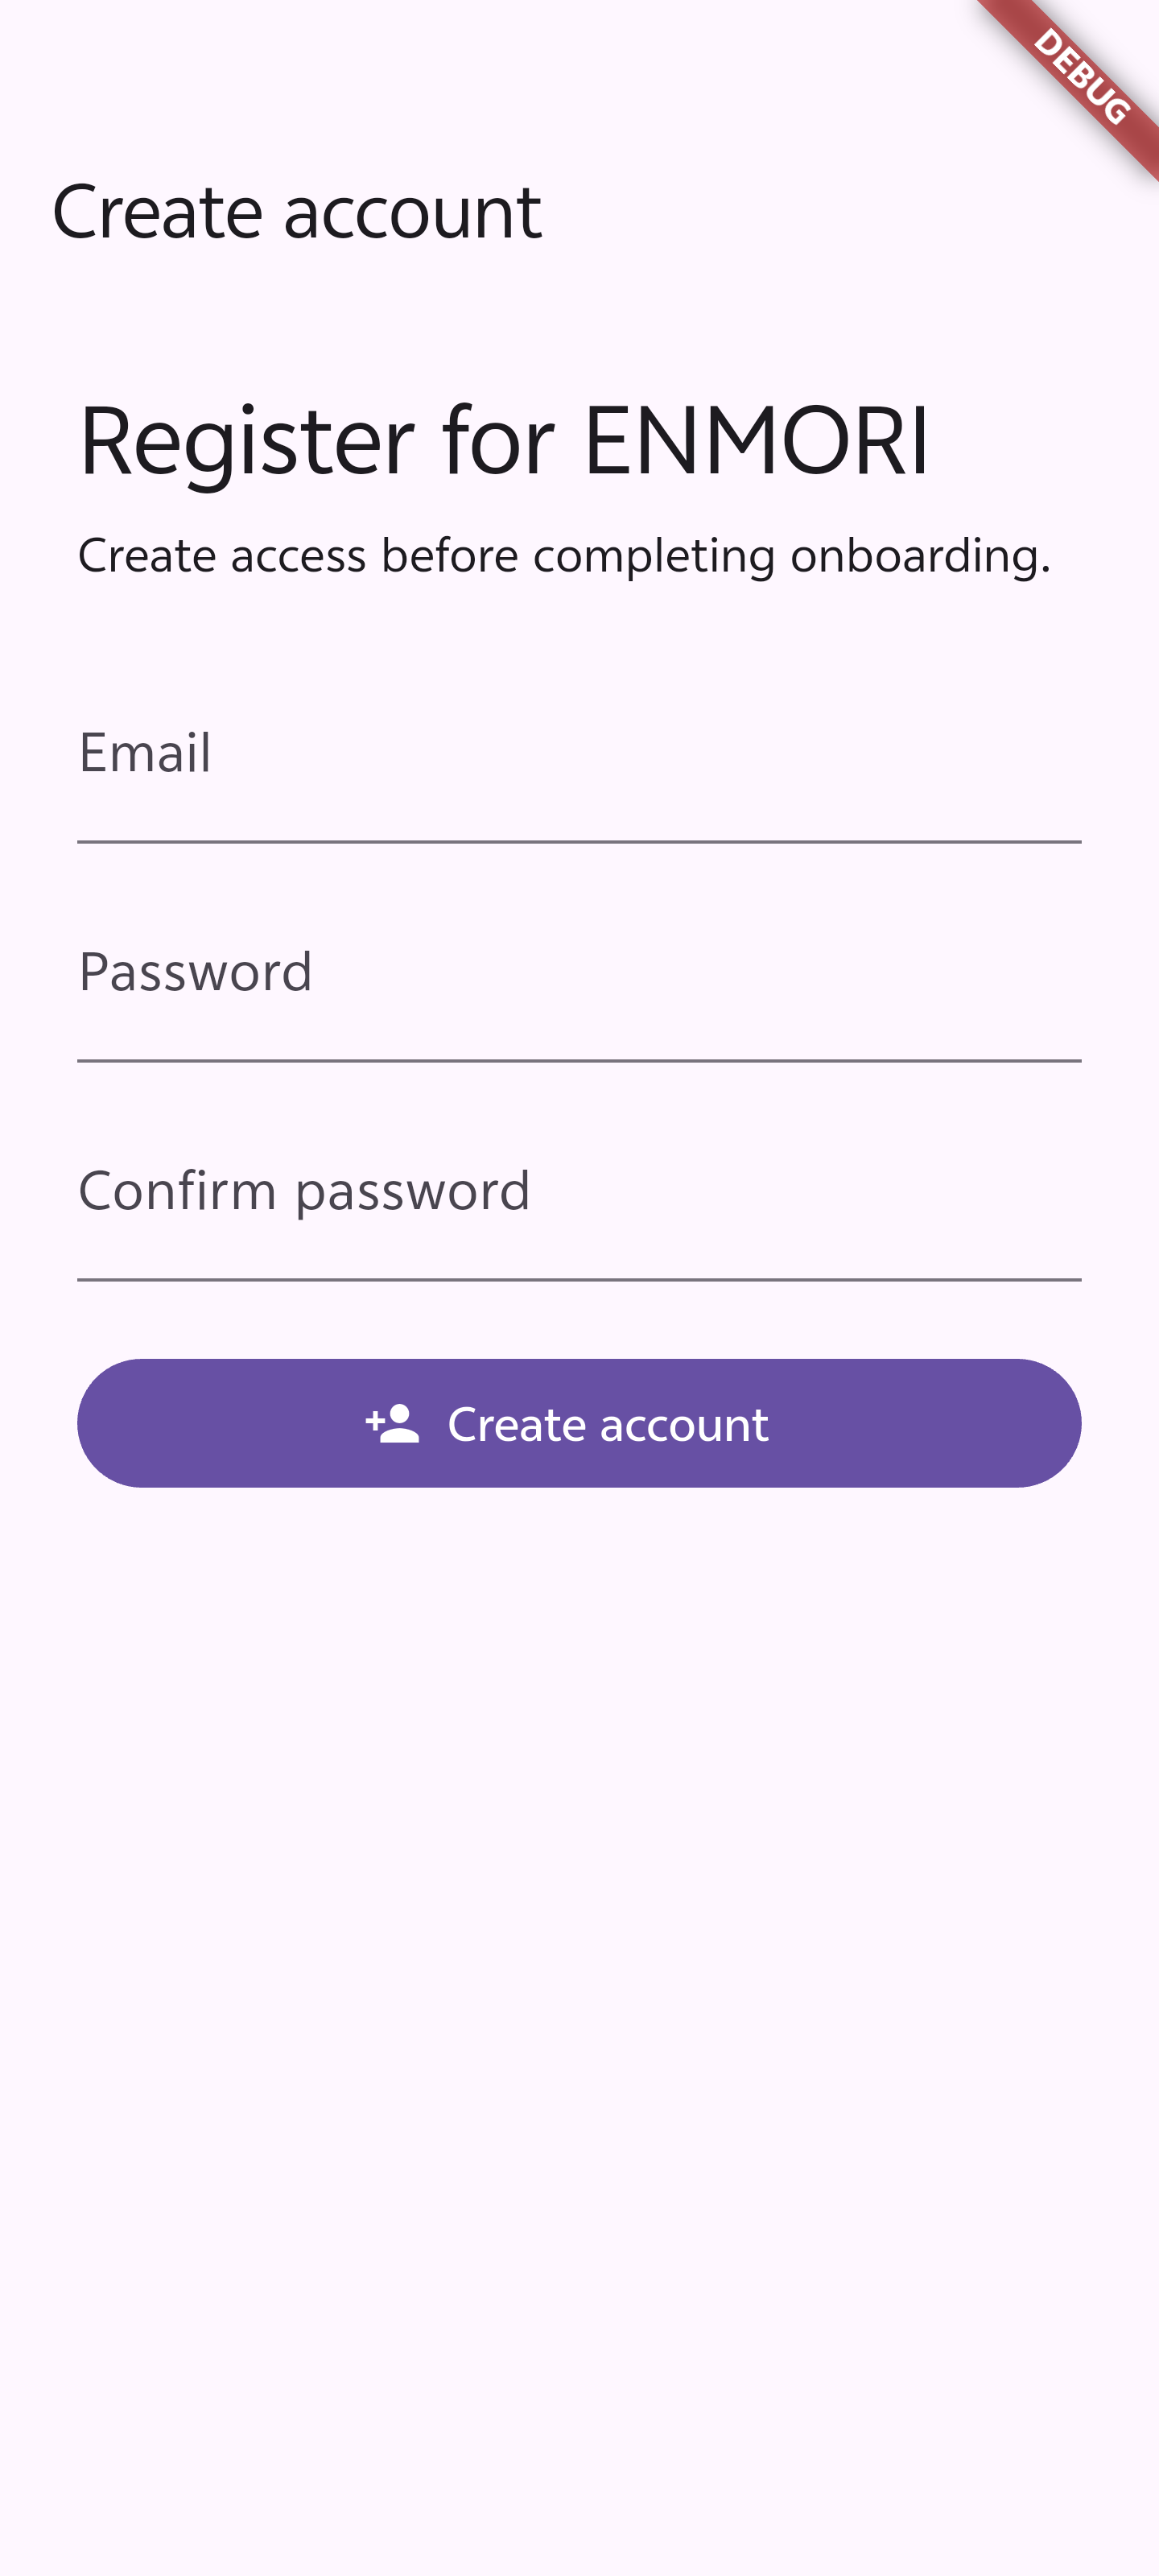 DEBUG
Create account
Register for ENMORI
Create access before completing onboarding.
Email
Password
Confirm password
Create account